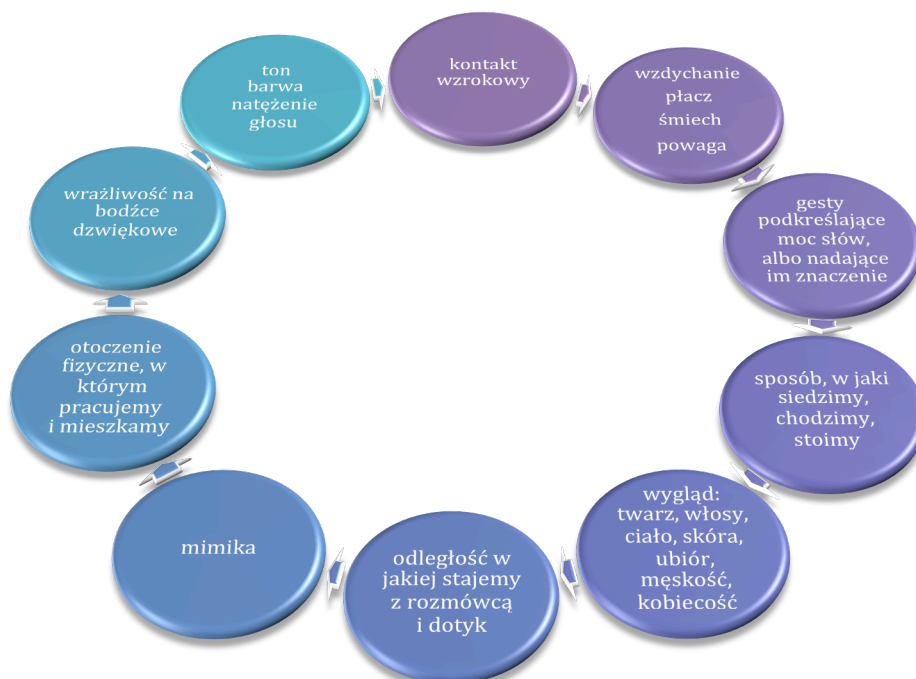 kontakt
wzrokowy
wzdychanie
płacz
śmiech
powaga
gesty
podkreślające
moc słów,
albo nadające
im znaczenie
sposób, w jaki
siedzimy,
chodzimy,
stoimy
wygląd:
twarz, włosy,
ciało, skóra,
ubiór,
męskość,
kobiecość
odległość w
jakiej stajemy
z rozmówcą
i dotyk
mimika
otoczenie
fizyczne, w
którym
pracujemy
i mieszkamy
wrażliwość na
bodźce
dzwiękowe
ton
barwa
natężenie
głosu